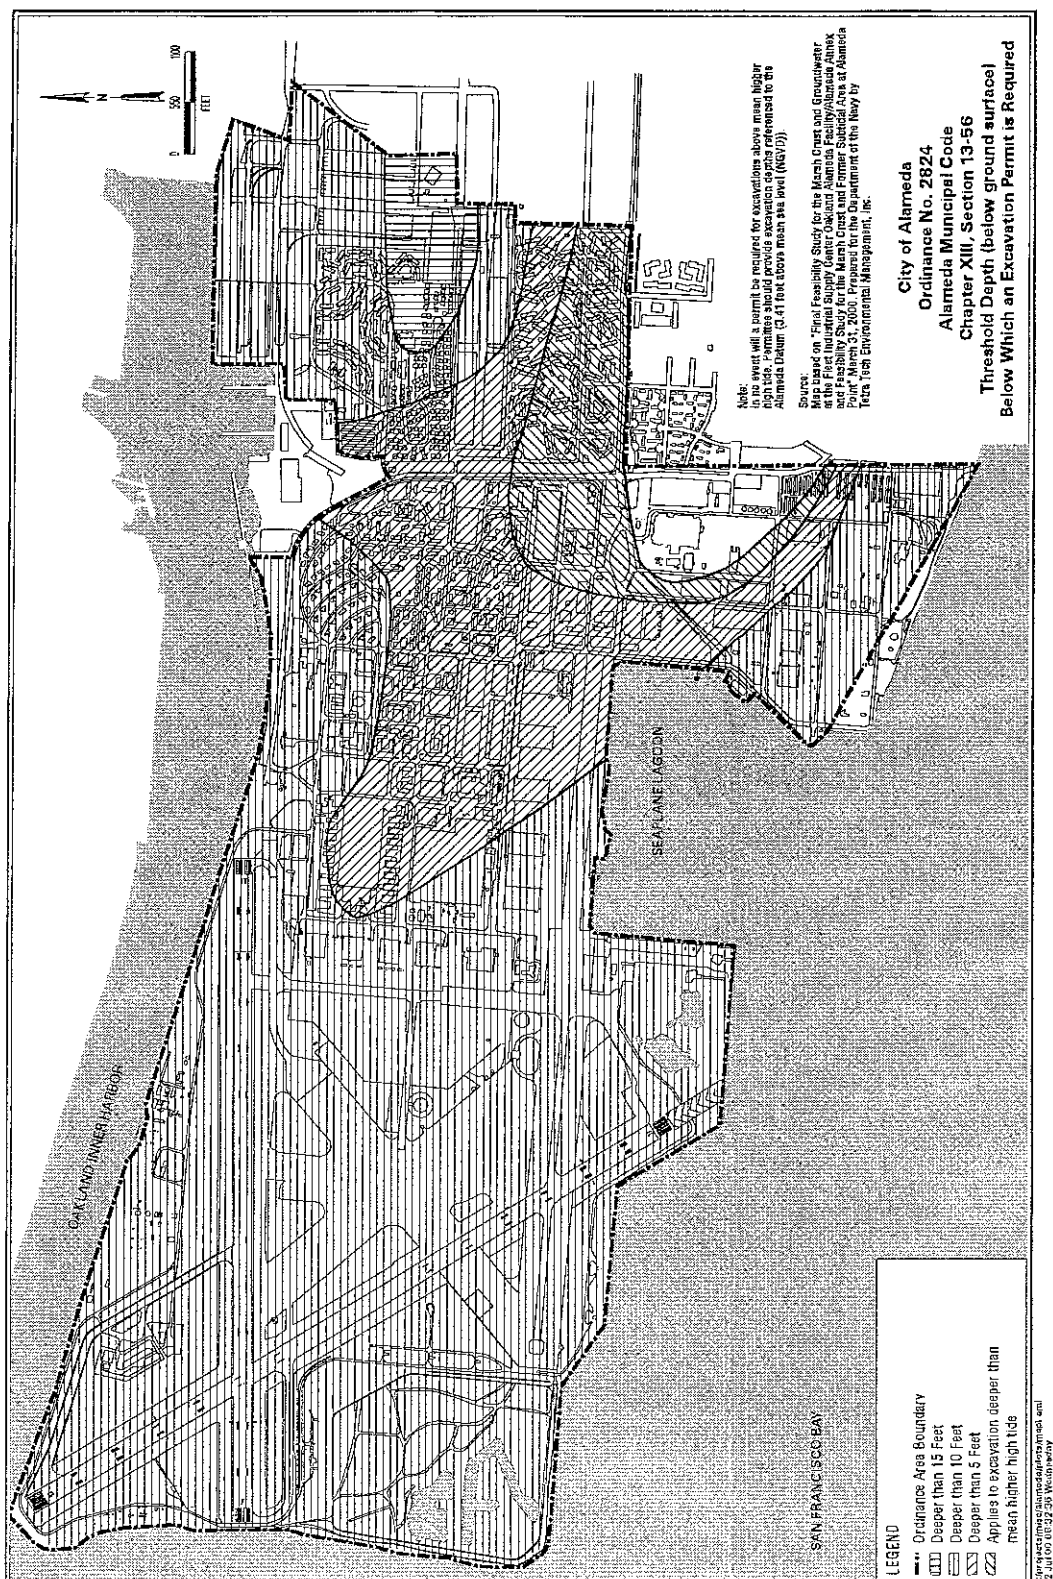 N
0 550 1100
FEET
OAKLAND INNER HARBOR
SEAPLANE LAGOON
SAN FRANCISCO BAY
Note:
In no event will a permit be required for excavations above mean higher
high tide. Permittee should provide excavation depths referenced to the
Alameda Datum (3.41 foot above mean sea level (NGVD)).
Source:
Map based on "Final Feasibility Study for the Marsh Crust and Groundwater
at the Fleet Industrial Supply Center Oakland Alameda Facility/Alameda Annex
and Feasibility Study for the Marsh Crust and Former Subtidal Area at Alameda
Point" March 31, 2000. Prepared for the Department of the Navy by
Tetra Tech Environmental Management, Inc.
City of Alameda
Ordinance No. 2824
Alameda Municipal Code
Chapter XIII, Section 13-56
Threshold Depth (below ground surface)
Below Which an Excavation Permit is Required
LEGEND
Ordinance Area Boundary
Deeper than 15 Feet
Deeper than 10 Feet
Deeper than 5 Feet
Applies to excavation deeper than
mean higher high tide
Wednesday